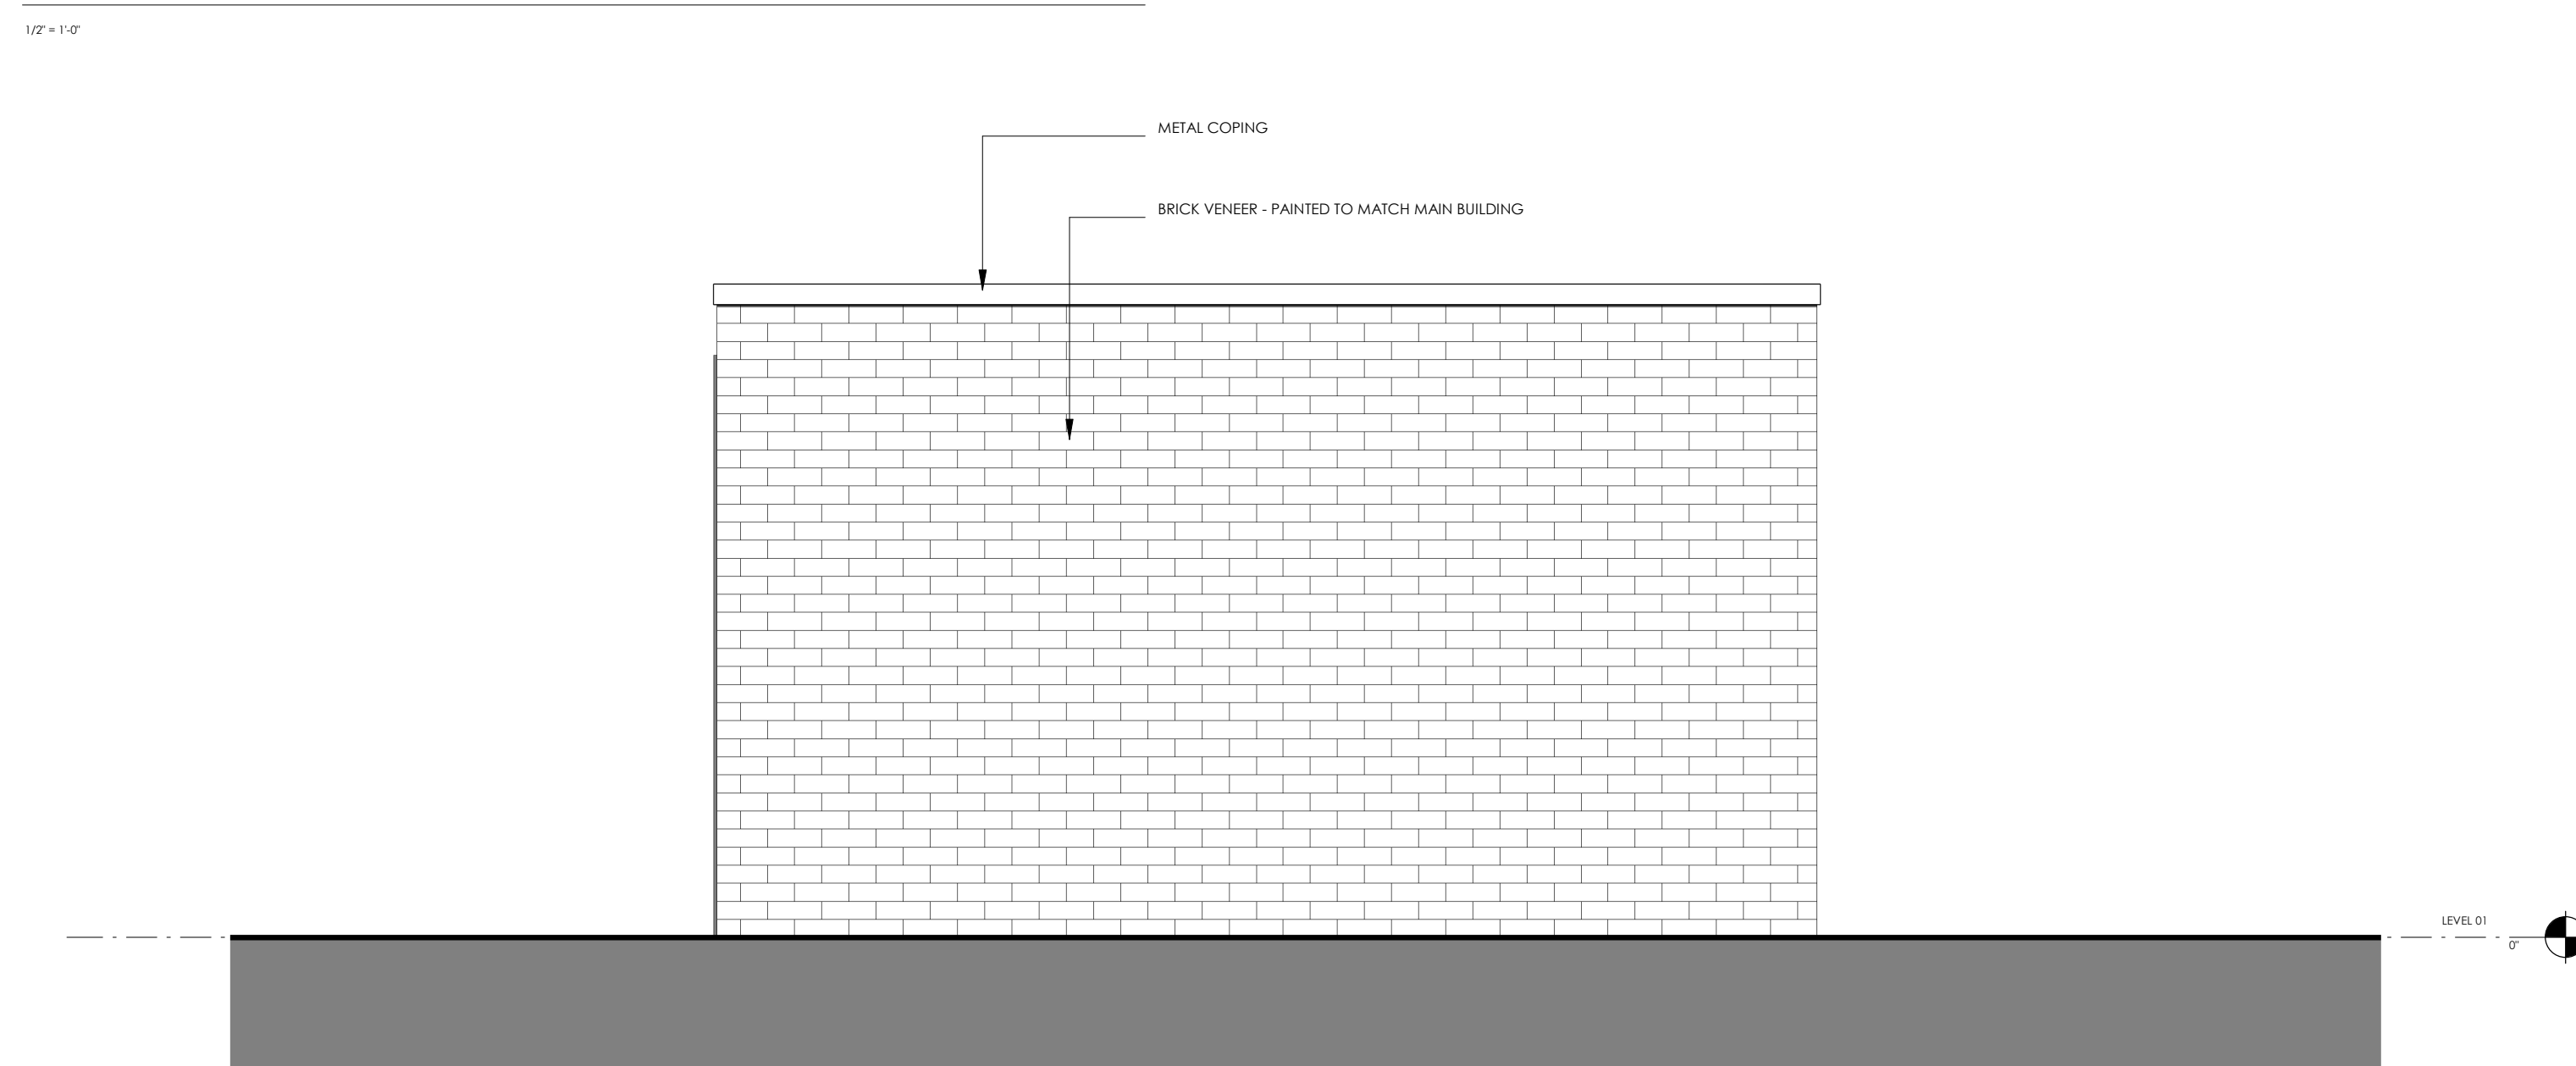 1/2" = 1'-0"
METAL COPING
BRICK VENEER - PAINTED TO MATCH MAIN BUILDING
LEVEL 01
0"